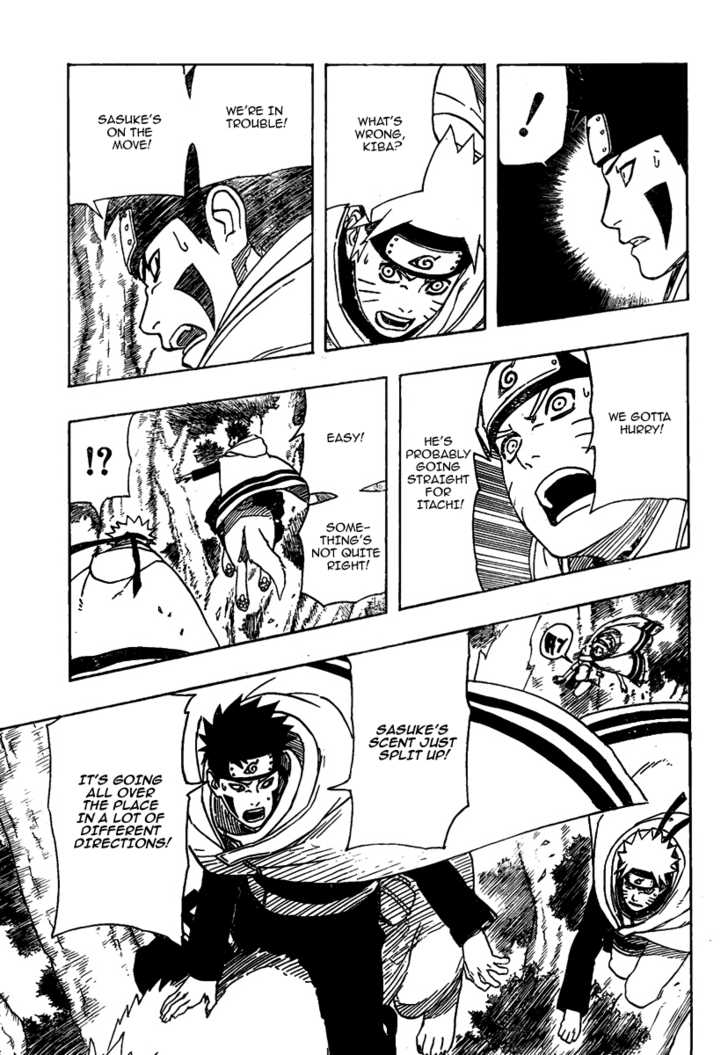 !
WHAT'S
WRONG,
KIBA?
WE'RE IN
TROUBLE!
SASUKE'S
ON THE
MOVE!
WE GOTTA
HURRY!
HE'S
PROBABLY
GOING
STRAIGHT
FOR
ITACHI!
EASY!
SOME-
THING'S
NOT QUITE
RIGHT!
!?
SASUKE'S
SCENT JUST
SPLIT UP!
IT'S GOING
ALL OVER
THE PLACE
IN A LOT OF
DIFFERENT
DIRECTIONS!